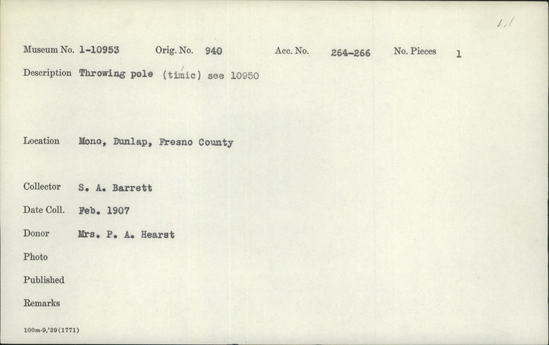 Museum No. 1-10953 Orig. No. 940 Acc. No. 264-266 No. Pieces 1
Description Throwing pole (timic) see 10950
Location Mono, Dunlap, Fresno County
Collector S. A. Barrett
Date Coll. Feb. 1907
Donor Mrs. P. A. Hearst
Photo
Published
Remarks
100m-9,'39(1771)